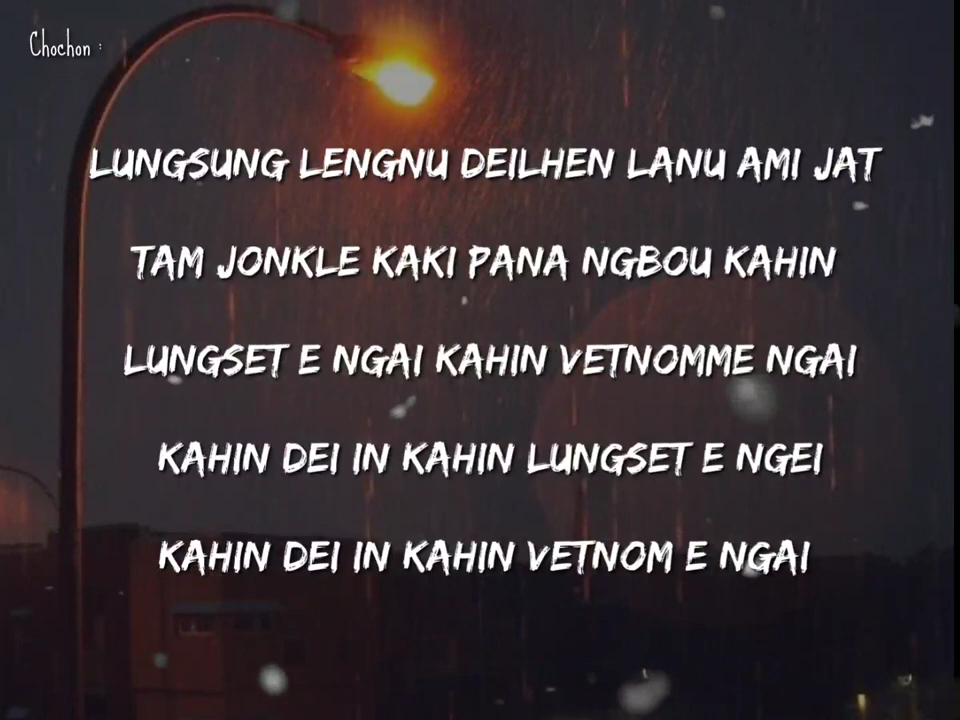 Chochon :
LUNGSUNG LENGNU DEILHEN LANU AMI JAT
TAM JONKLE KAKI PANA NGBOU KAHIN
LUNGSET E NGAI KAHIN VETNOMME NGAI
KAHIN DEI IN KAHIN LUNGSET E NGEI
KAHIN DEI IN KAHIN VETNOM E NGAI